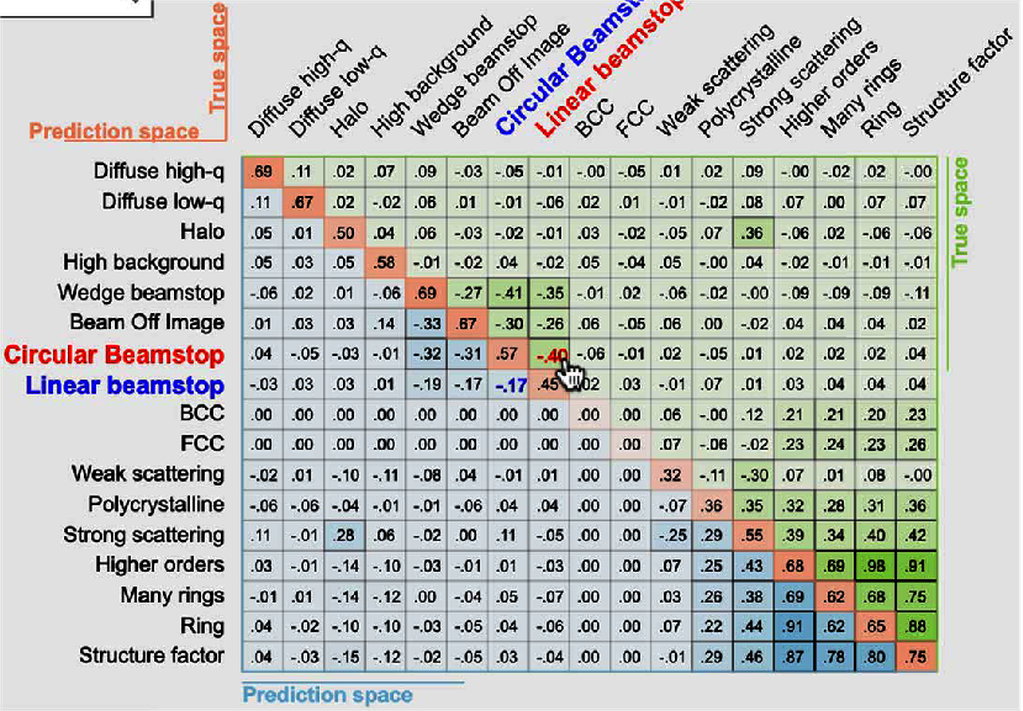 True space
Prediction space
Diffuse high-q
Diffuse low-q
Halo
High background
Wedge beamstop
Beam Off Image
Circular Beamst
Linear beamstop
BCC
FCC
Weak scattering
Polycrystalline
Strong scattering
Higher orders
Many rings
Ring
Structure factor
Diffuse high-q .69 .11 .02 .07 .09 -.03 -.05 -.01 -.00 -.05 .01 .02 .09 -.00 -.02 .02 -.00
Diffuse low-q .11 .67 .02 -.02 .06 .01 -.01 -.06 .02 .01 -.01 -.02 .08 .07 .00 .07 .07
Halo .05 .01 .50 .04 .06 -.03 -.02 -.01 .03 -.02 -.05 .07 .36 -.06 .02 -.06 -.06
High background .05 .03 .05 .58 -.01 -.02 .04 -.02 .05 -.04 .05 -.00 .04 -.02 -.01 -.01 -.01
Wedge beamstop -.06 .02 .01 -.06 .69 -.27 -.41 -.35 -.01 .02 -.06 -.02 -.00 -.09 -.09 -.09 -.11
Beam Off Image .01 .03 .03 .14 -.33 .87 -.30 -.26 .06 -.05 .06 .00 -.02 .04 .04 .04 .02
Circular Beamstop .04 -.05 -.03 -.01 -.32 -.31 .57 -.40 -.06 -.01 .02 -.05 .01 .02 .02 .02 .04
Linear beamstop -.03 .03 .03 .01 -.19 -.17 -.17 .45 .02 .03 -.01 .07 .01 .03 .04 .04 .04
BCC .00 .00 .00 .00 .00 .00 .00 .00 .00 .00 .06 -.00 .12 .21 .21 .20 .23
FCC .00 .00 .00 .00 .00 .00 .00 .00 .00 .00 .07 -.06 -.02 .23 .24 .23 .26
Weak scattering -.02 .01 -.10 -.11 -.08 .04 -.01 .01 .00 .00 .32 -.11 -.30 .07 .01 .08 -.00
Polycrystalline -.06 -.06 -.04 -.01 -.01 -.06 .04 .04 .00 .00 -.07 .36 .35 .32 .28 .31 .36
Strong scattering .11 -.01 .28 .06 -.02 .00 .11 -.05 .00 .00 -.25 .29 .55 .39 .34 .40 .42
Higher orders .03 -.01 -.14 -.10 -.03 -.01 .01 -.03 .00 .00 .07 .25 .43 .68 .69 .98 .91
Many rings -.01 .01 -.14 -.12 .00 -.04 .05 -.07 .00 .00 .03 .26 .38 .69 .62 .68 .75
Ring .04 -.02 -.10 -.10 -.03 -.05 .04 -.06 .00 .00 .07 .22 .44 .91 .62 .65 .88
Structure factor .04 -.03 -.15 -.12 -.02 -.05 .03 -.04 .00 .00 -.01 .29 .46 .87 .78 .80 .75
True space
Prediction space